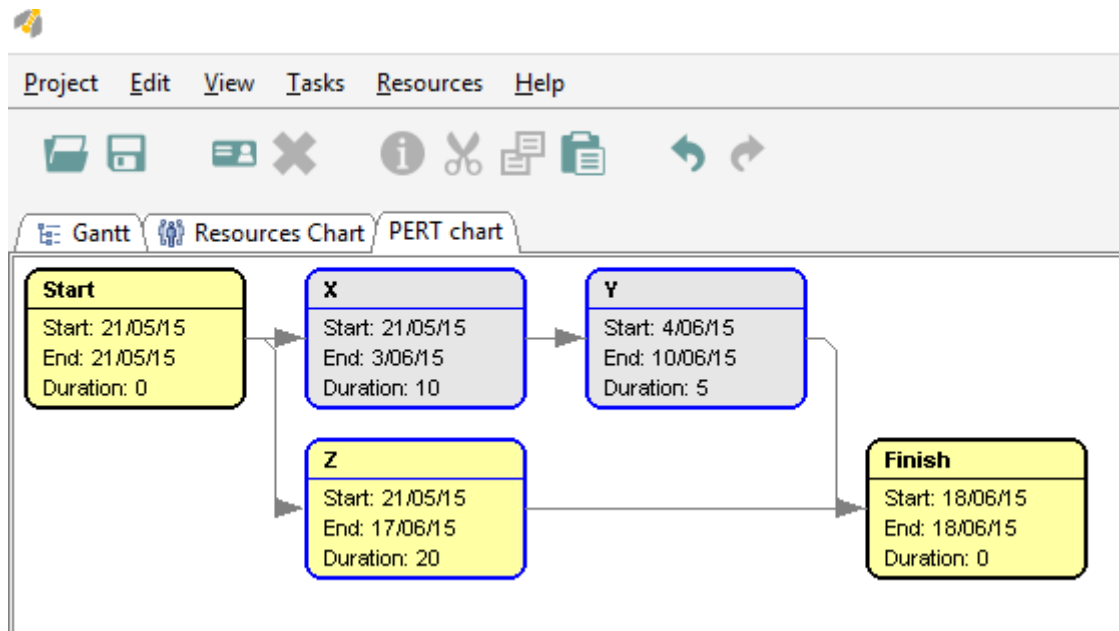 Project Edit View Tasks Resources Help
Gantt Resources Chart PERT chart
Start
Start: 21/05/15
End: 21/05/15
Duration: 0
X
Start: 21/05/15
End: 3/06/15
Duration: 10
Y
Start: 4/06/15
End: 10/06/15
Duration: 5
Z
Start: 21/05/15
End: 17/06/15
Duration: 20
Finish
Start: 18/06/15
End: 18/06/15
Duration: 0